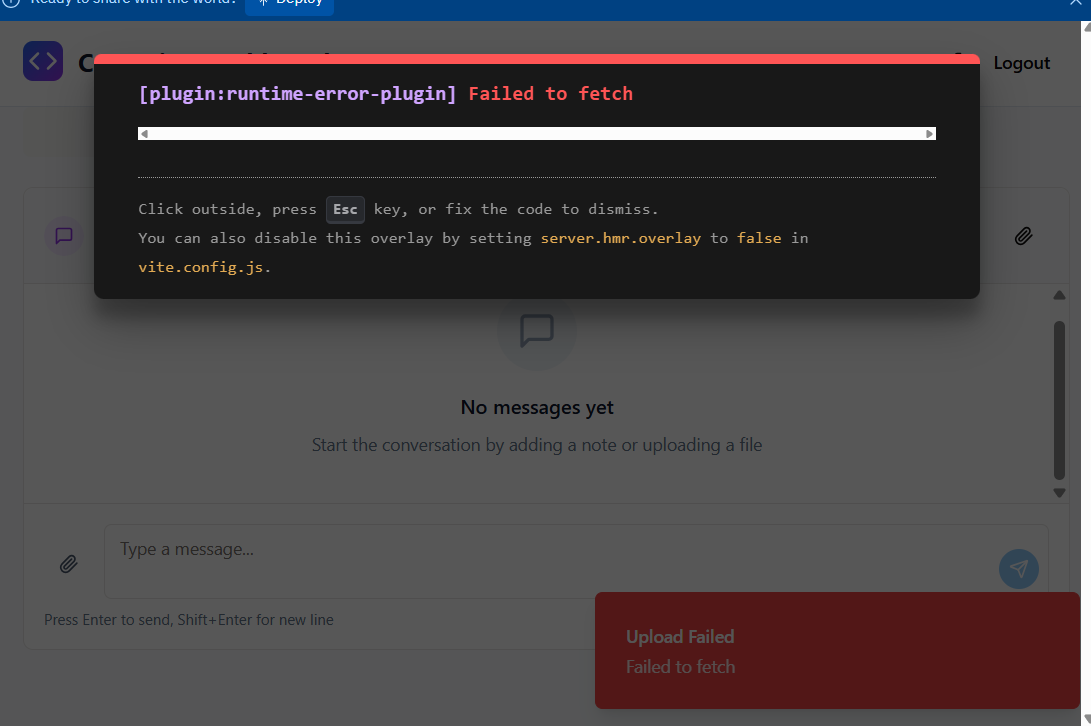 Ready to share with the world?
Deploy
Logout
[plugin:runtime-error-plugin] Failed to fetch
Click outside, press Esc key, or fix the code to dismiss.
You can also disable this overlay by setting server.hmr.overlay to false in
vite.config.js.
No messages yet
Start the conversation by adding a note or uploading a file
Type a message...
Press Enter to send, Shift+Enter for new line
Upload Failed
Failed to fetch